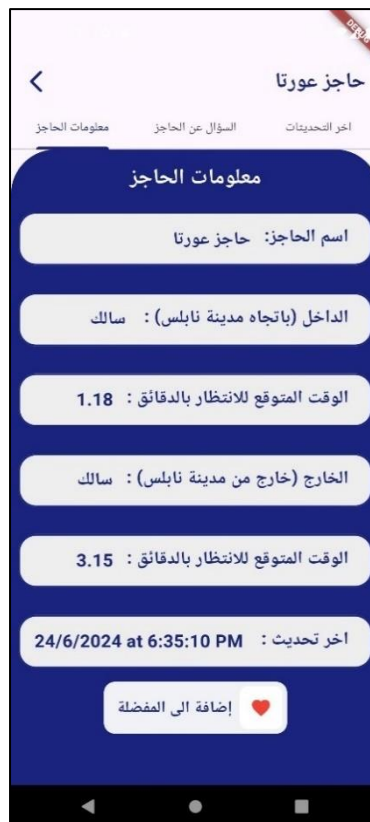 DEBUG
حاجز عورتا
اخر التحديثات السؤال عن الحاجز معلومات الحاجز
معلومات الحاجز
اسم الحاجز: حاجز عورتا
الداخل (باتجاه مدينة نابلس) : سالك
الوقت المتوقع للانتظار بالدقائق : 1.18
الخارج (خارج من مدينة نابلس) : سالك
الوقت المتوقع للانتظار بالدقائق : 3.15
اخر تحديث : 24/6/2024 at 6:35:10 PM
إضافة الى المفضلة